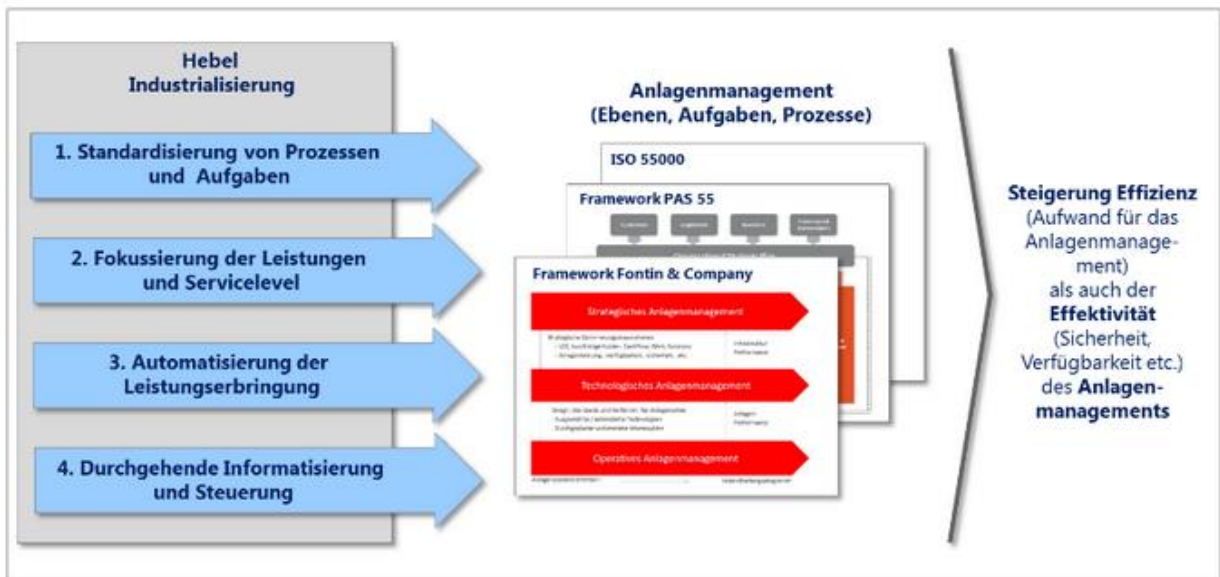 Hebel
Industrialisierung
1. Standardisierung von Prozessen
und Aufgaben
2. Fokussierung der Leistungen
und Servicelevel
3. Automatisierung der
Leistungserbringung
4. Durchgehende Informatisierung
und Steuerung
Anlagenmanagement
(Ebenen, Aufgaben, Prozesse)
ISO 55000
Framework PAS 55
Framework Fontin & Company
Strategisches Anlagenmanagement
Technologisches Anlagenmanagement
Operatives Anlagenmanagement
Steigerung Effizienz
(Aufwand für das
Anlagenmanage-
ment)
als auch der
Effektivität
(Sicherheit,
Verfügbarkeit etc.)
des Anlagen-
managements